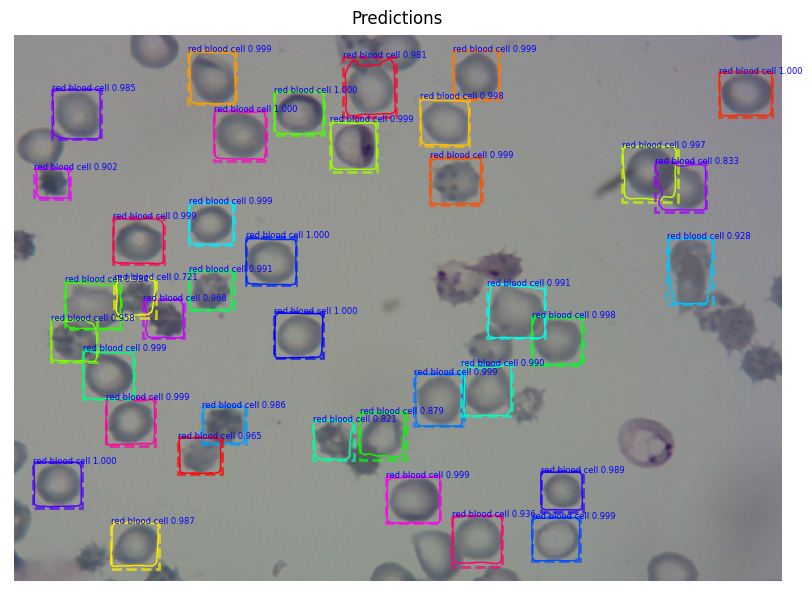 Predictions
red blood cell 0.999
red blood cell 0.981
red blood cell 0.999
red blood cell 1.000
red blood cell 0.985
red blood cell 1.000
red blood cell 0.998
red blood cell 1.000
red blood cell 0.999
red blood cell 0.997
red blood cell 0.999
red blood cell 0.833
red blood cell 0.902
red blood cell 0.999
red blood cell 0.999
red blood cell 1.000
red blood cell 0.928
red blood cell 0.991
red blood cell 0.721
red blood cell 0.991
red blood cell 0.968
red blood cell 1.000
red blood cell 0.998
red blood cell 0.958
red blood cell 0.999
red blood cell 0.990
red blood cell 0.999
red blood cell 0.999
red blood cell 0.986
red blood cell 0.879
red blood cell 0.821
red blood cell 0.965
red blood cell 1.000
red blood cell 0.989
red blood cell 0.999
red blood cell 0.936
red blood cell 0.999
red blood cell 0.987